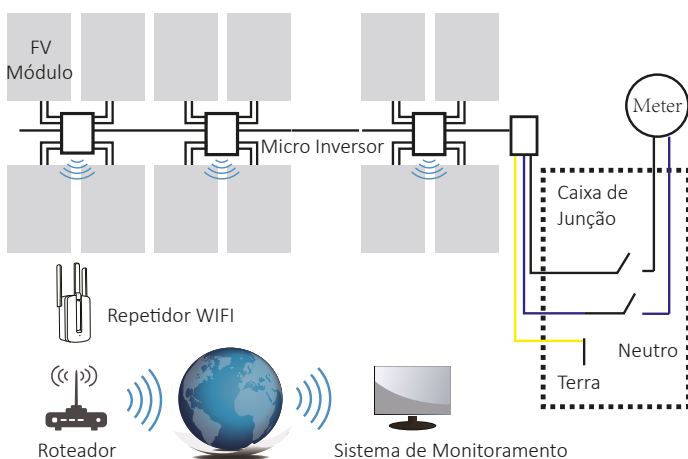 FV
Módulo
Meter
Micro Inversor
Caixa de
Junção
Repetidor WIFI
Neutro
Terra
Roteador
Sistema de Monitoramento